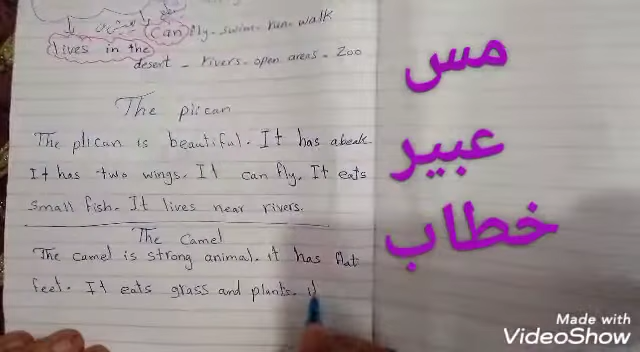 يعيش في
Can fly - swim - run - walk
lives in the
desert - rivers - open areas - Zoo
The plican
The plican is beautiful. It has abeak
It has two wings. It can fly. It eats
small fish. It lives near rivers.
The Camel
The camel is strong animal. it has flat
feet. It eats grass and plants. it
مس
عبير
خطاب
Made with
VideoShow